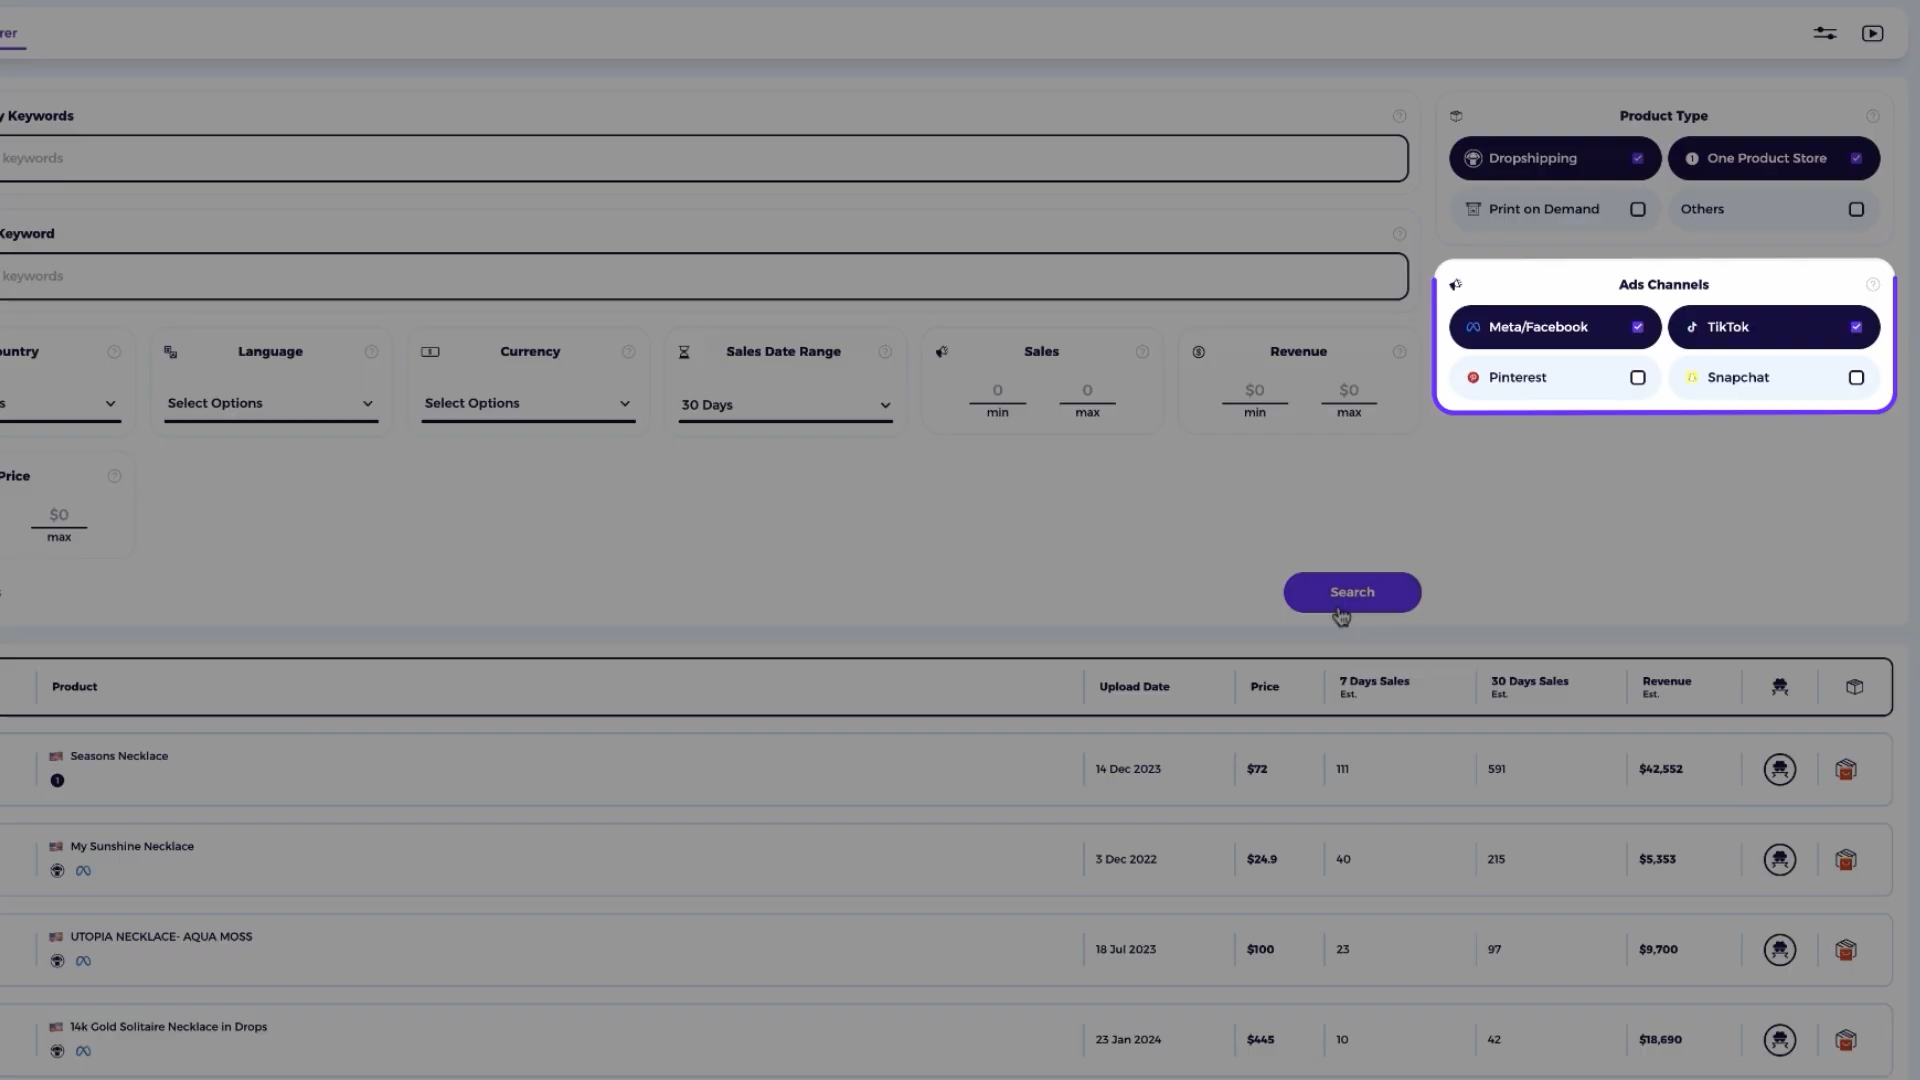 rer
y Keywords
keywords
Keyword
keywords
ountry
s
Language
Select Options
Currency
Select Options
Sales Date Range
30 Days
Sales
0
min
0
max
Revenue
$0
min
$0
max
Price
$0
max
Product Type
Dropshipping
1 One Product Store
Print on Demand
Others
Ads Channels
Meta/Facebook
TikTok
Pinterest
Snapchat
Search
Product
Upload Date
Price
7 Days Sales
Est.
30 Days Sales
Est.
Revenue
Est.
Seasons Necklace
1
14 Dec 2023
$72
111
591
$42,552
My Sunshine Necklace
3 Dec 2022
$24.9
40
215
$5,353
UTOPIA NECKLACE- AQUA MOSS
18 Jul 2023
$100
23
97
$9,700
14k Gold Solitaire Necklace in Drops
23 Jan 2024
$445
10
42
$18,690